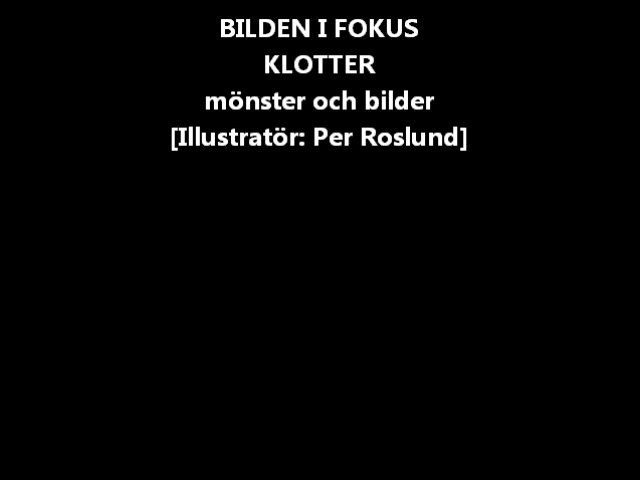 BILDEN I FOKUS
KLOTTER
mönster och bilder
[Illustratör: Per Roslund]